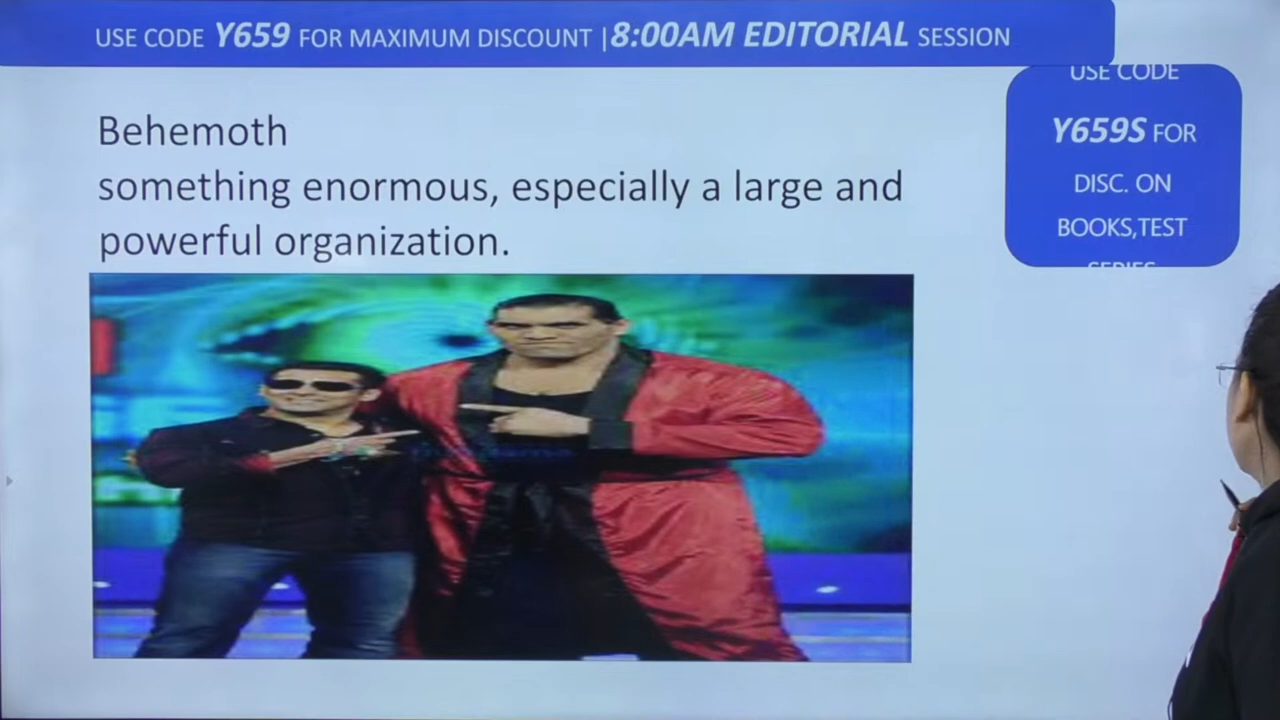 USE CODE Y659 FOR MAXIMUM DISCOUNT |8:00AM EDITORIAL SESSION
USE CODE
Y659S FOR
DISC. ON
BOOKS,TEST
SERIES
Behemoth
something enormous, especially a large and
powerful organization.